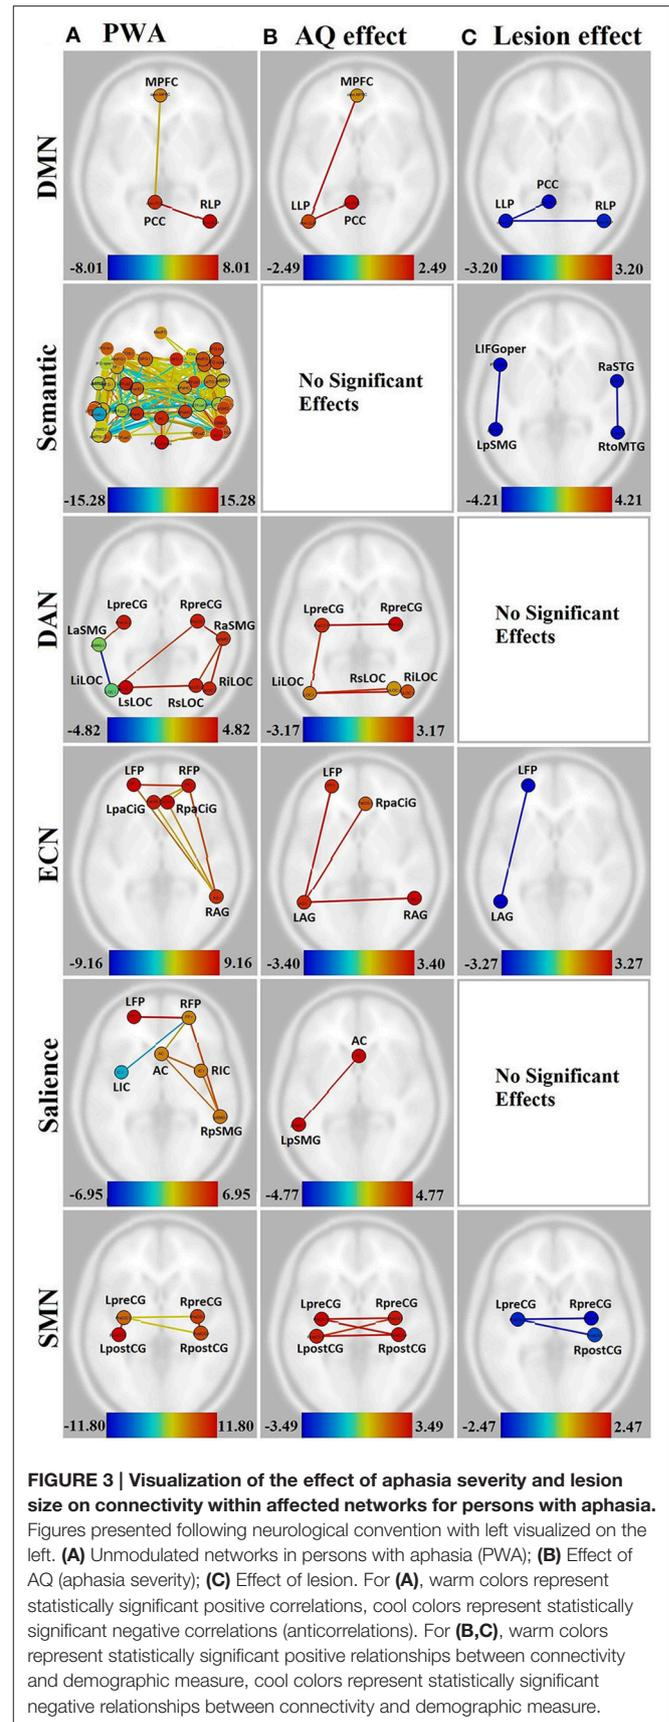 A PWA
B AQ effect
C Lesion effect
DMN
MPFC
PCC
RLP
-8.01 8.01
MPFC
LLP
PCC
-2.49 2.49
PCC
LLP
RLP
-3.20 3.20
Semantic
-15.28 15.28
No Significant
Effects
LIFGoper
RaSTG
LpSMG
RtoMTG
-4.21 4.21
DAN
LpreCG
RpreCG
LaSMG
RaSMG
LiLOC
RiLOC
LsLOC
RsLOC
-4.82 4.82
LpreCG
RpreCG
LiLOC
RsLOC
RiLOC
-3.17 3.17
No Significant
Effects
ECN
LFP
RFP
LpaCiG
RpaCiG
RAG
-9.16 9.16
LFP
RpaCiG
LAG
RAG
-3.40 3.40
LFP
LAG
-3.27 3.27
Salience
LFP
RFP
AC
RIC
LIC
RpSMG
-6.95 6.95
AC
LpSMG
-4.77 4.77
No Significant
Effects
SMN
LpreCG
RpreCG
LpostCG
RpostCG
-11.80 11.80
LpreCG
RpreCG
LpostCG
RpostCG
-3.49 3.49
LpreCG
RpreCG
RpostCG
-2.47 2.47
FIGURE 3 | Visualization of the effect of aphasia severity and lesion
size on connectivity within affected networks for persons with aphasia.
Figures presented following neurological convention with left visualized on the
left. (A) Unmodulated networks in persons with aphasia (PWA); (B) Effect of
AQ (aphasia severity); (C) Effect of lesion. For (A), warm colors represent
statistically significant positive correlations, cool colors represent statistically
significant negative correlations (anticorrelations). For (B,C), warm colors
represent statistically significant positive relationships between connectivity
and demographic measure, cool colors represent statistically significant
negative relationships between connectivity and demographic measure.